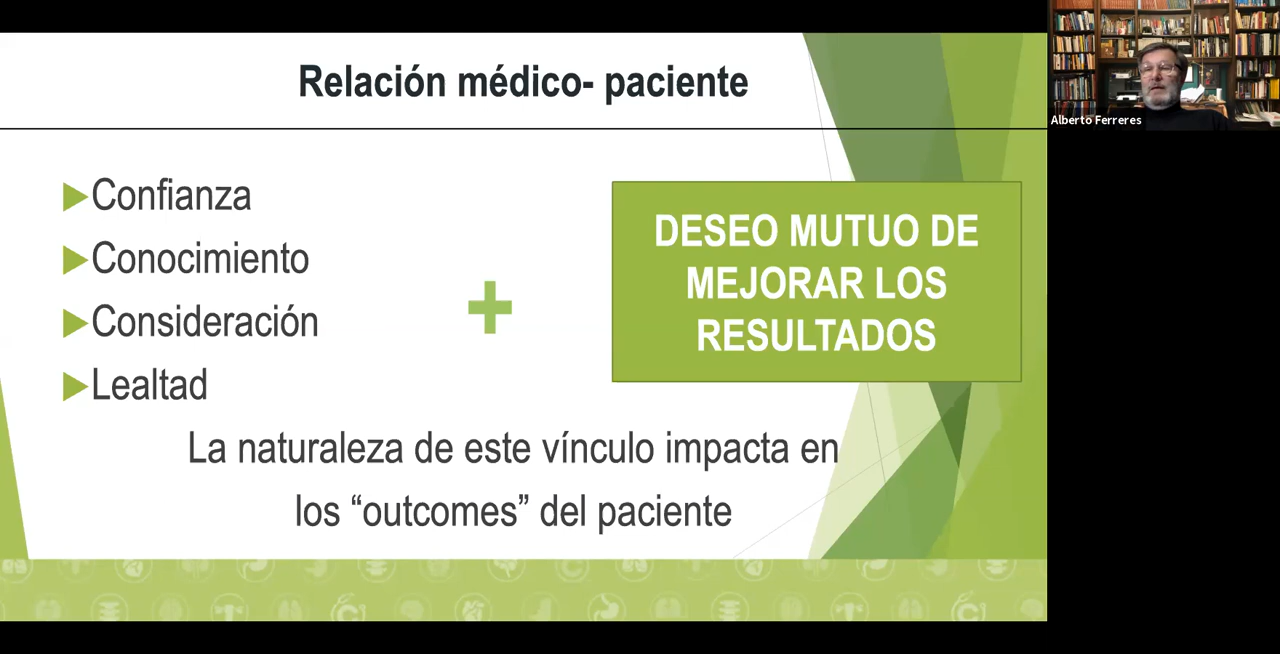 Relación médico- paciente
Alberto Ferreres
Confianza
Conocimiento
Consideración
Lealtad
+
DESEO MUTUO DE
MEJORAR LOS
RESULTADOS
La naturaleza de este vínculo impacta en
los “outcomes” del paciente